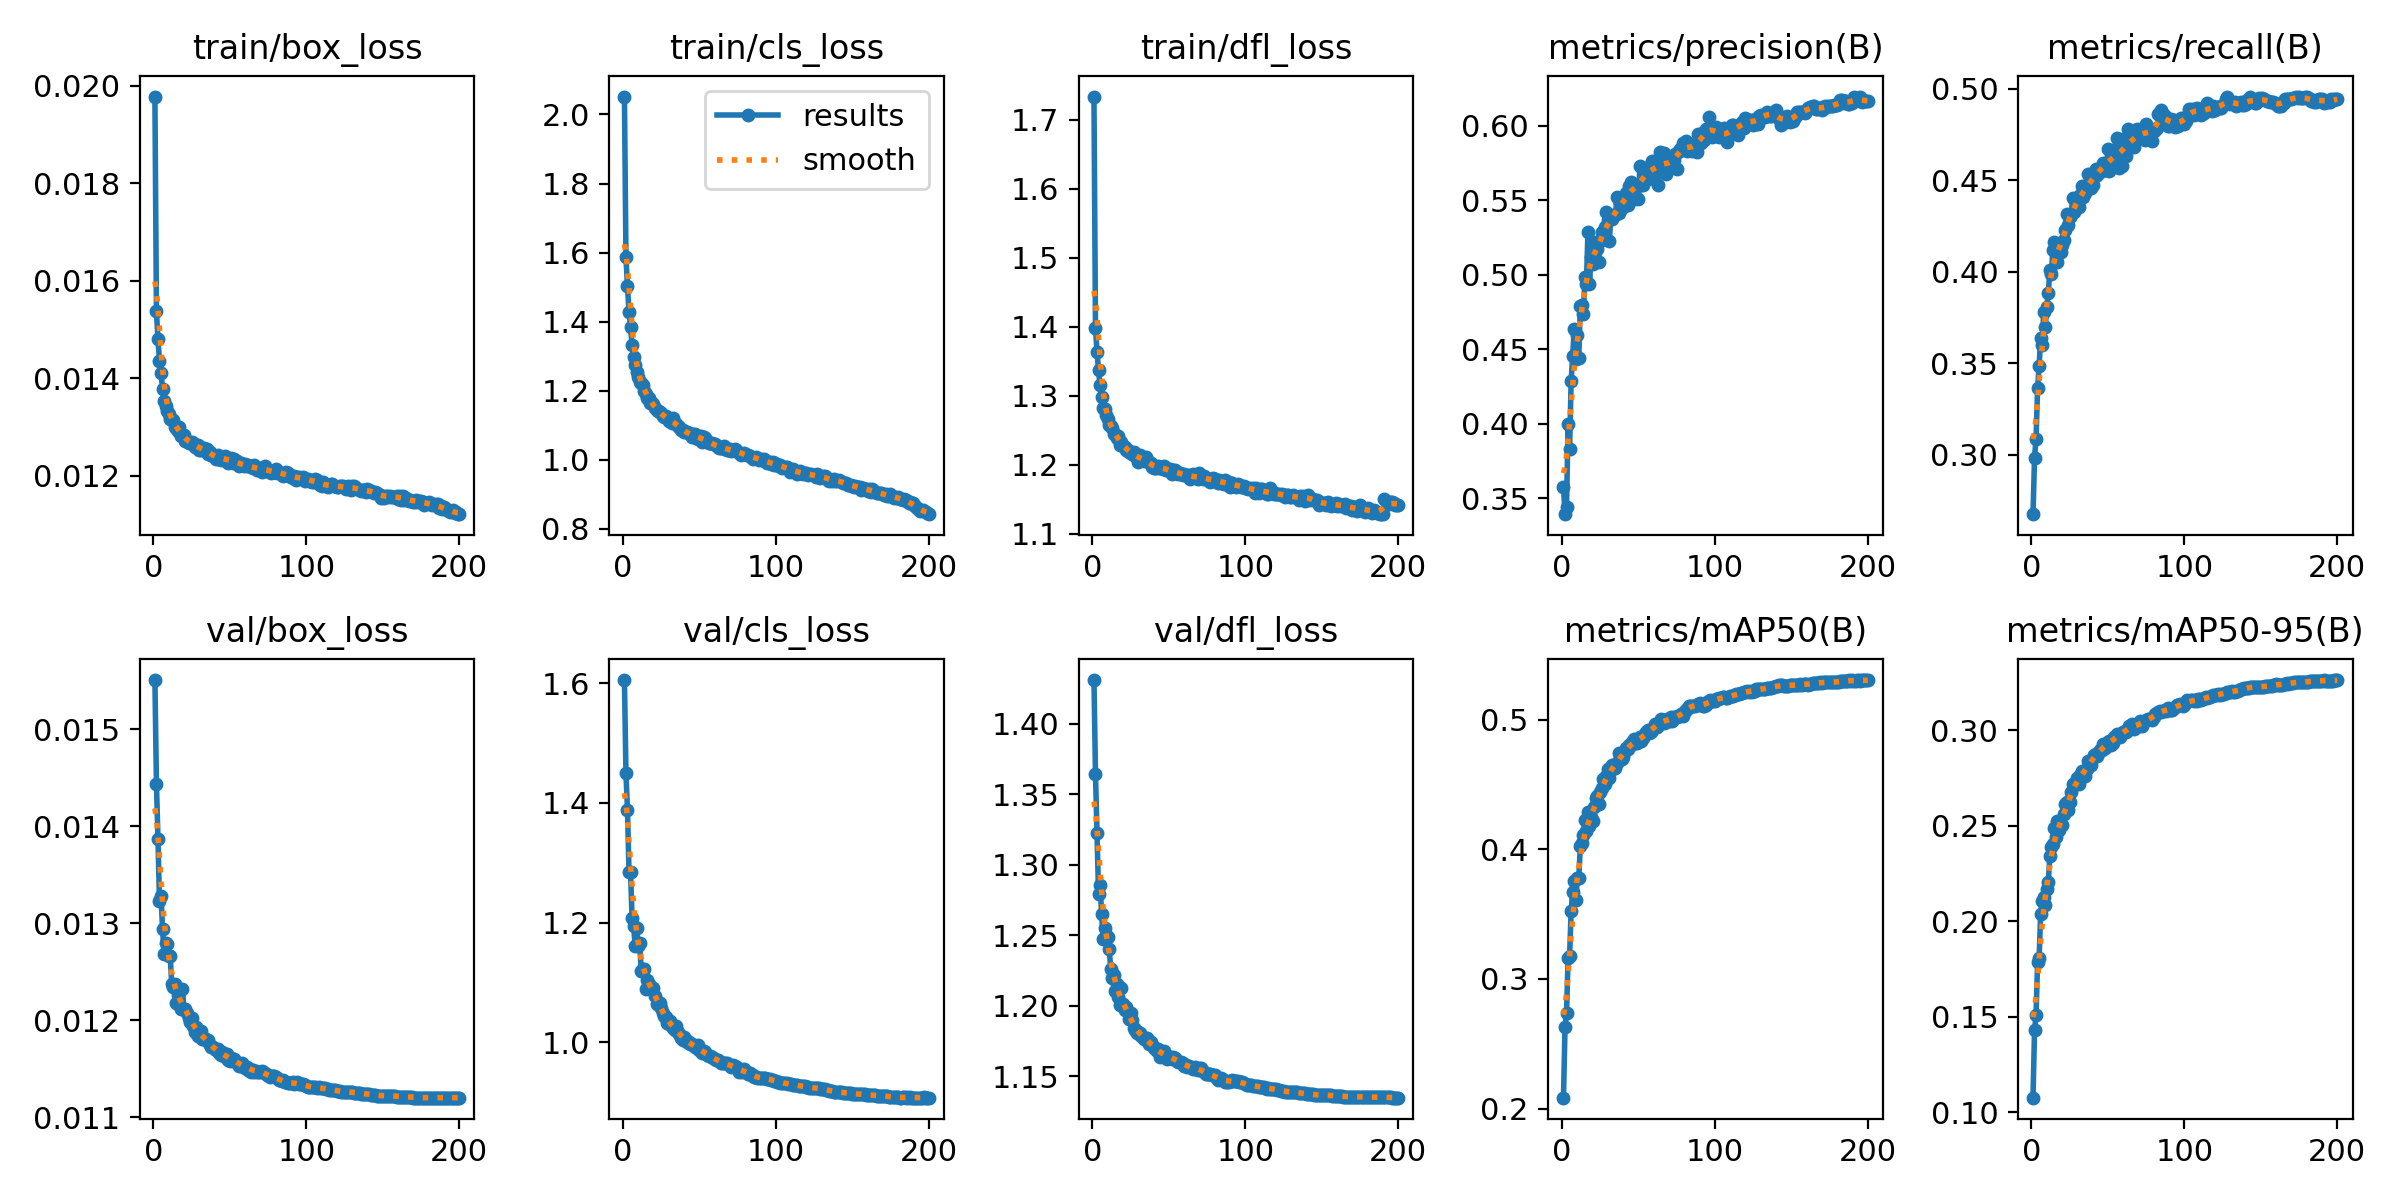 train/box_loss
0.020
0.018
0.016
0.014
0.012
0 100 200
train/cls_loss
results
smooth
2.0
1.8
1.6
1.4
1.2
1.0
0.8
0 100 200
train/dfl_loss
1.7
1.6
1.5
1.4
1.3
1.2
1.1
0 100 200
metrics/precision(B)
0.60
0.55
0.50
0.45
0.40
0.35
0 100 200
metrics/recall(B)
0.50
0.45
0.40
0.35
0.30
0 100 200
val/box_loss
0.015
0.014
0.013
0.012
0.011
0 100 200
val/cls_loss
1.6
1.4
1.2
1.0
0 100 200
val/dfl_loss
1.40
1.35
1.30
1.25
1.20
1.15
0 100 200
metrics/mAP50(B)
0.5
0.4
0.3
0.2
0 100 200
metrics/mAP50-95(B)
0.30
0.25
0.20
0.15
0.10
0 100 200